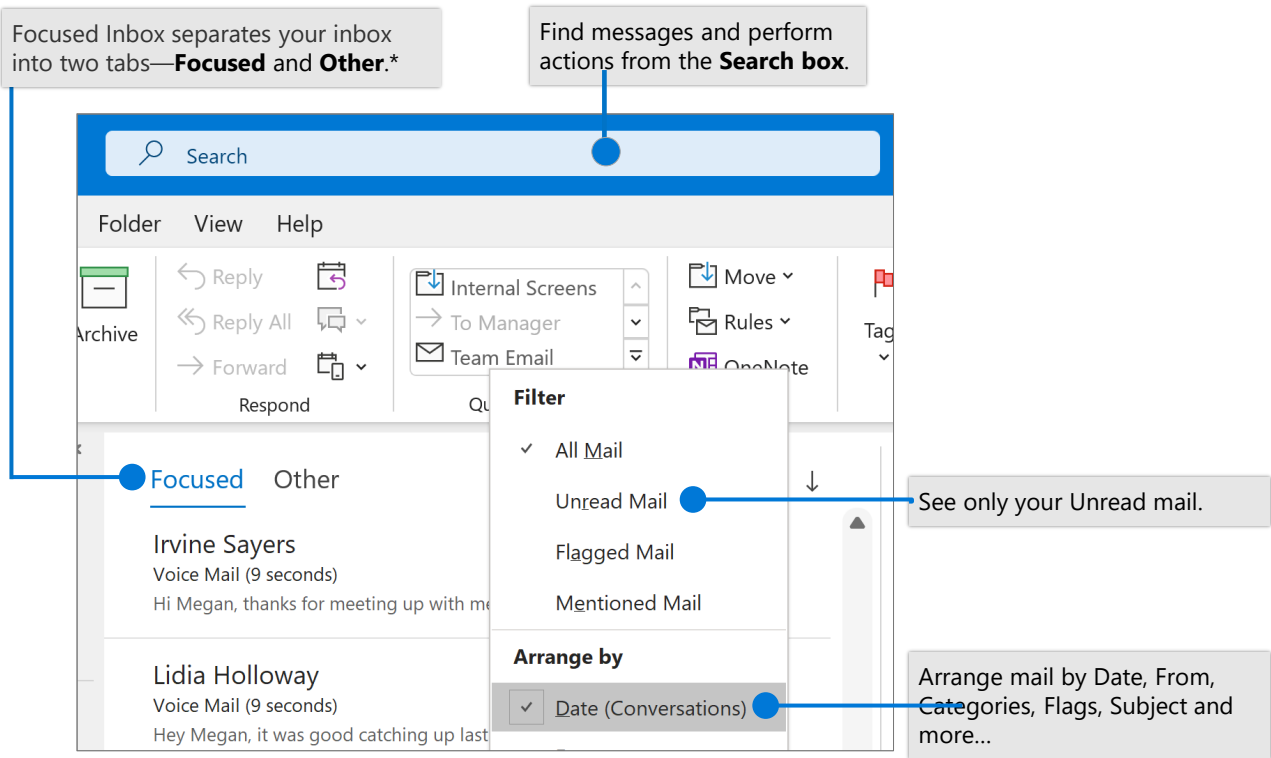 Focused Inbox separates your inbox
into two tabs—Focused and Other.*
Find messages and perform
actions from the Search box.
Search
Folder View Help
Archive
Reply
Reply All
Forward
Respond
Internal Screens
To Manager
Team Email
Move
Rules
OneNote
Tag
Focused Other
Filter
All Mail
Unread Mail
Flagged Mail
Mentioned Mail
Arrange by
Date (Conversations)
Irvine Sayers
Voice Mail (9 seconds)
Hi Megan, thanks for meeting up with me
Lidia Holloway
Voice Mail (9 seconds)
Hey Megan, it was good catching up last
See only your Unread mail.
Arrange mail by Date, From,
Categories, Flags, Subject and
more...